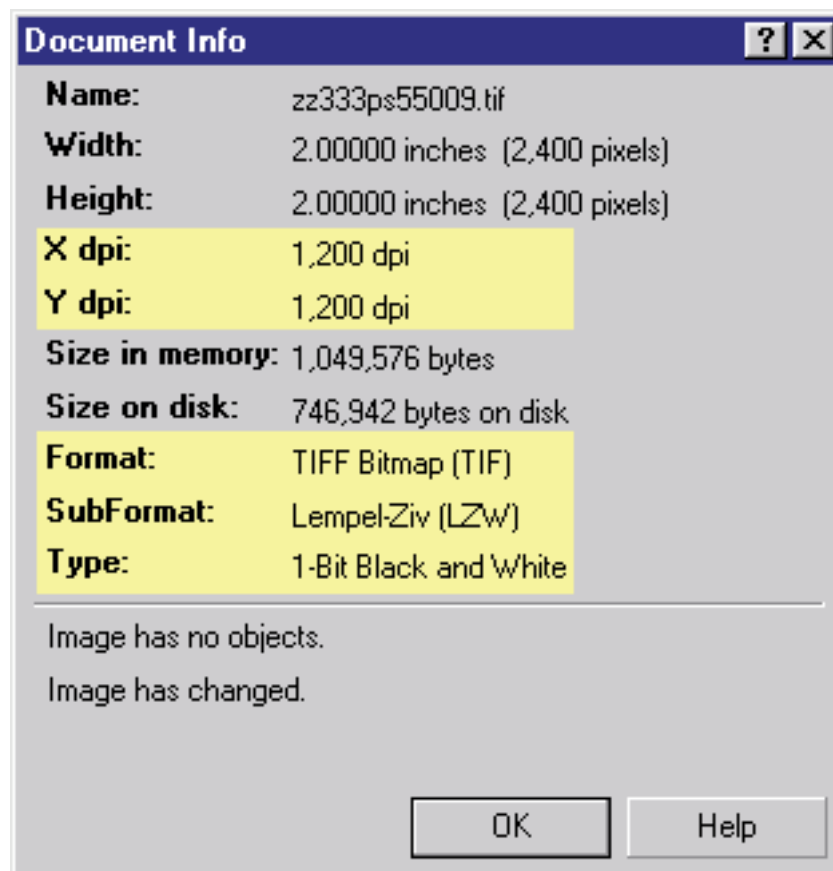 Document Info
Name: zz333ps55009.tif
Width: 2.00000 inches (2,400 pixels)
Height: 2.00000 inches (2,400 pixels)
X dpi: 1,200 dpi
Y dpi: 1,200 dpi
Size in memory: 1,049,576 bytes
Size on disk: 746,942 bytes on disk
Format: TIFF Bitmap (TIF)
SubFormat: Lempel-Ziv (LZW)
Type: 1-Bit Black and White
Image has no objects.
Image has changed.
OK Help